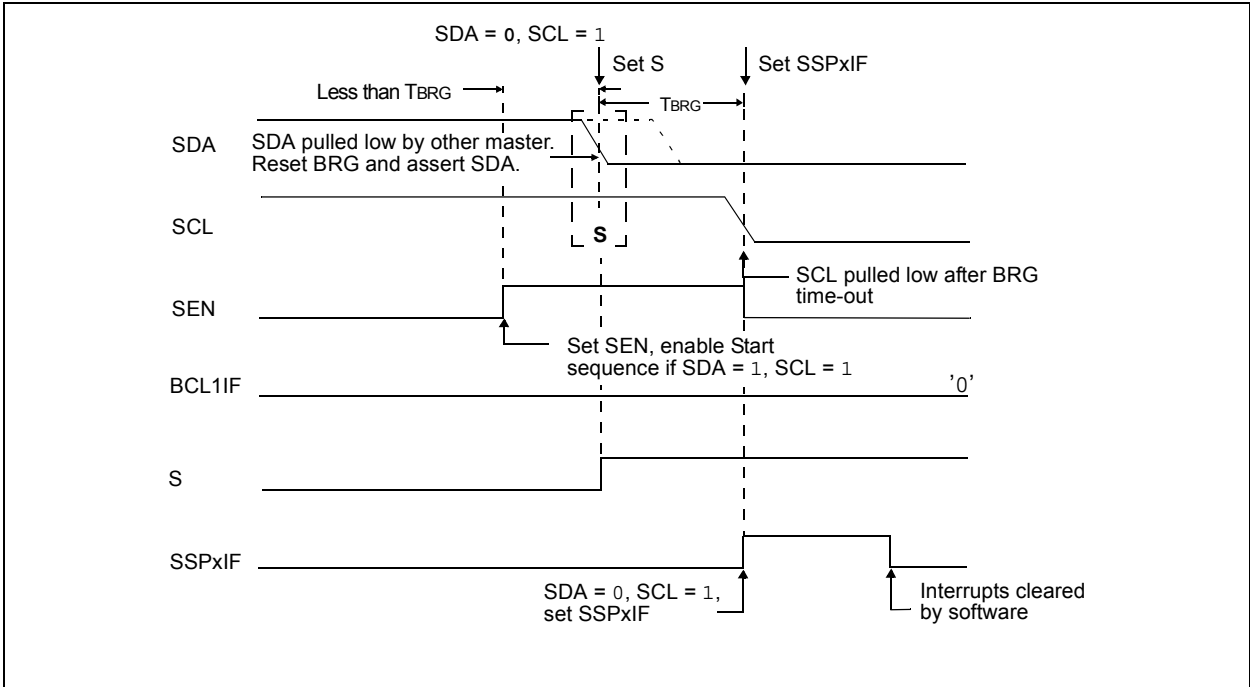 SDA = 0, SCL = 1
Set S
Set SSPxIF
Less than TBRG
TBRG
SDA
SDA pulled low by other master.
Reset BRG and assert SDA.
SCL
S
SCL pulled low after BRG
time-out
SEN
Set SEN, enable Start
sequence if SDA = 1, SCL = 1
BCL1IF
'0'
S
SSPxIF
SDA = 0, SCL = 1,
set SSPxIF
Interrupts cleared
by software